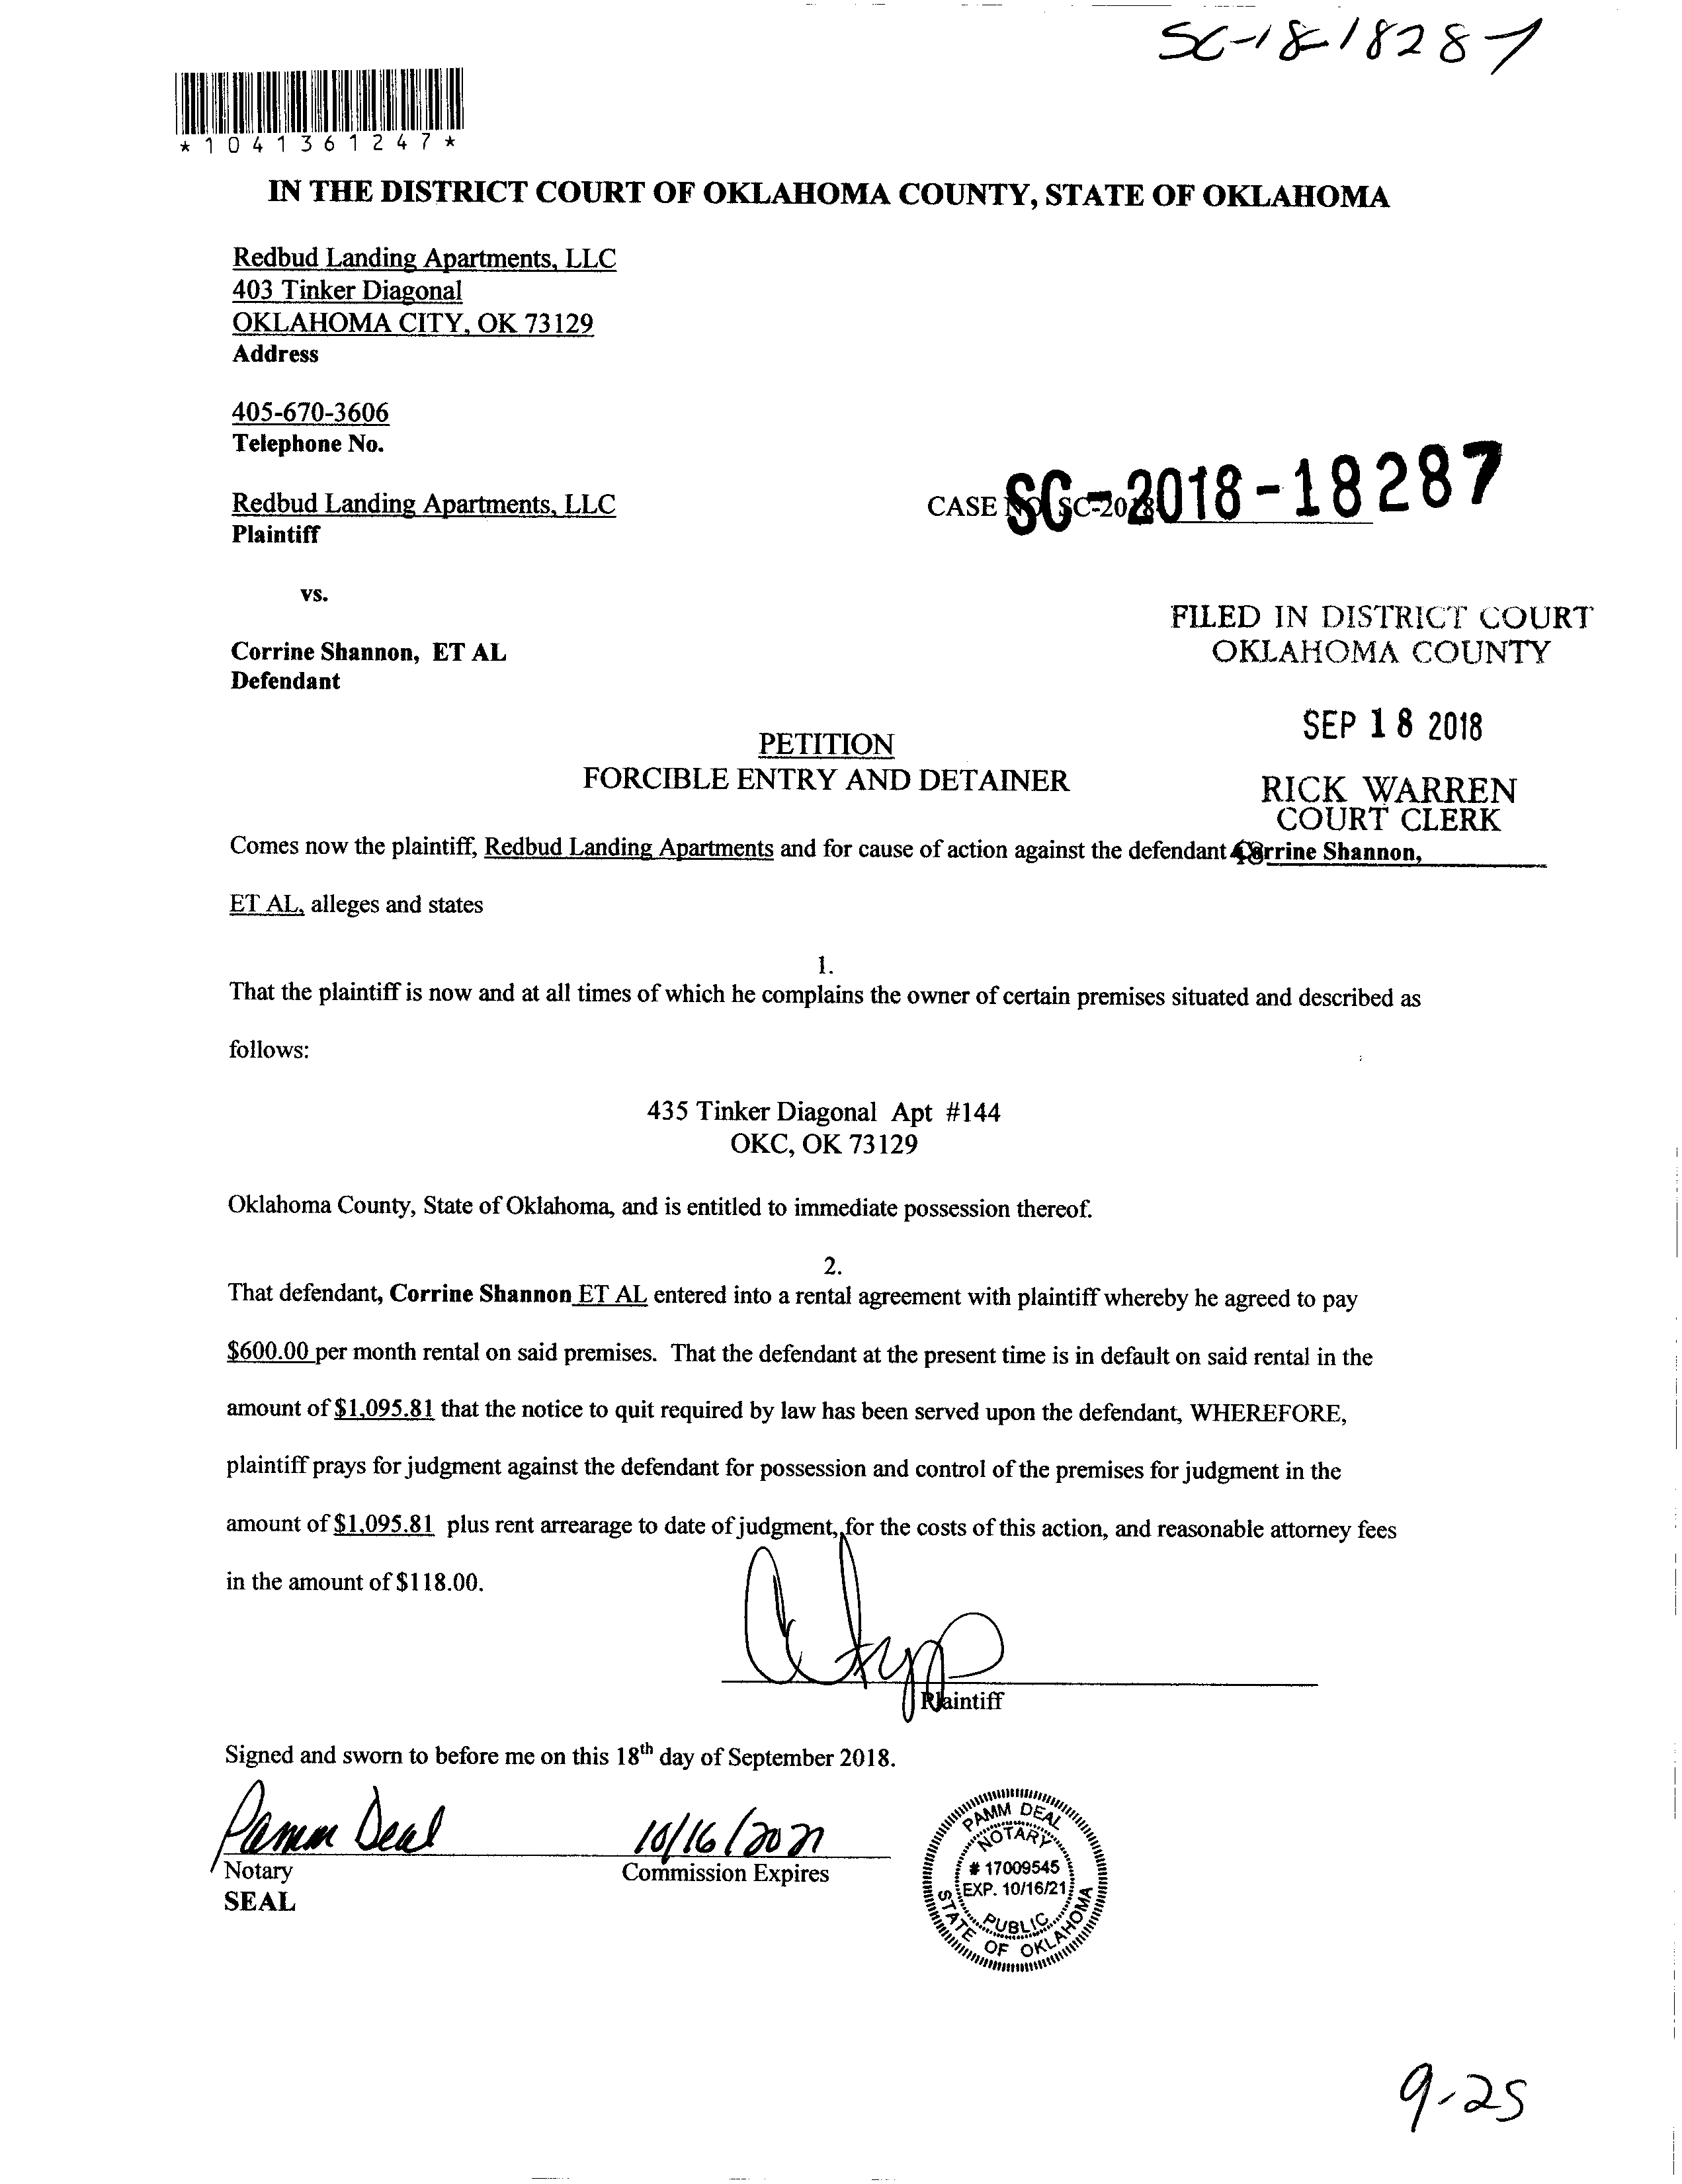 SC-18-18287
*1041361247*
IN THE DISTRICT COURT OF OKLAHOMA COUNTY, STATE OF OKLAHOMA
Redbud Landing Apartments, LLC
403 Tinker Diagonal
OKLAHOMA CITY, OK 73129
Address
405-670-3606
Telephone No.
Redbud Landing Apartments, LLC
Plaintiff
CASE NO. SC-2018
SC-2018-18287
vs.
Corrine Shannon, ET AL
Defendant
FILED IN DISTRICT COURT
OKLAHOMA COUNTY
SEP 18 2018
RICK WARREN
COURT CLERK
PETITION
FORCIBLE ENTRY AND DETAINER
Comes now the plaintiff, Redbud Landing Apartments and for cause of action against the defendant Corrine Shannon,
ET AL, alleges and states
1.
That the plaintiff is now and at all times of which he complains the owner of certain premises situated and described as
follows:
435 Tinker Diagonal Apt #144
OKC, OK 73129
Oklahoma County, State of Oklahoma, and is entitled to immediate possession thereof.
2.
That defendant, Corrine Shannon ET AL entered into a rental agreement with plaintiff whereby he agreed to pay
$600.00 per month rental on said premises. That the defendant at the present time is in default on said rental in the
amount of $1,095.81 that the notice to quit required by law has been served upon the defendant, WHEREFORE,
plaintiff prays for judgment against the defendant for possession and control of the premises for judgment in the
amount of $1,095.81 plus rent arrearage to date of judgment, for the costs of this action, and reasonable attorney fees
in the amount of $118.00.
Plaintiff
Signed and sworn to before me on this 18th day of September 2018.
Pamm Deal
10/16/2021
Notary
Commission Expires
SEAL
PAMM DEAL
NOTARY
# 17009545
EXP. 10/16/21
PUBLIC
STATE OF OKLAHOMA
9-25